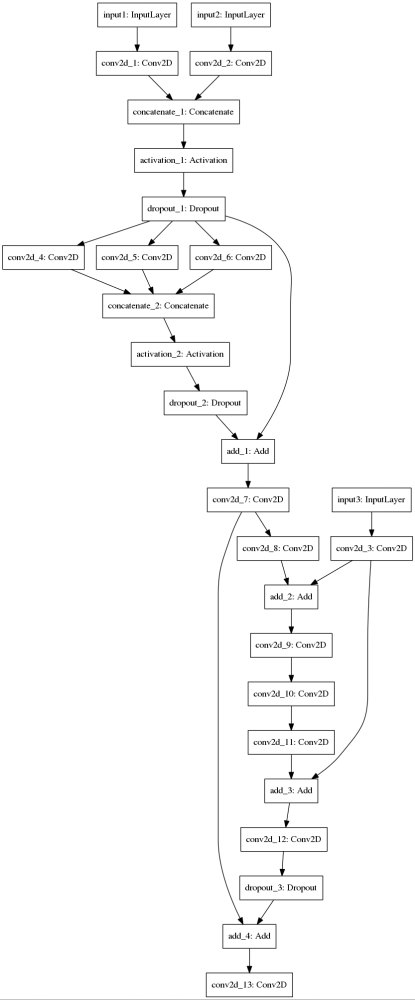 input1: InputLayer
input2: InputLayer
conv2d_1: Conv2D
conv2d_2: Conv2D
concatenate_1: Concatenate
activation_1: Activation
dropout_1: Dropout
conv2d_4: Conv2D
conv2d_5: Conv2D
conv2d_6: Conv2D
concatenate_2: Concatenate
activation_2: Activation
dropout_2: Dropout
add_1: Add
conv2d_7: Conv2D
input3: InputLayer
conv2d_8: Conv2D
conv2d_3: Conv2D
add_2: Add
conv2d_9: Conv2D
conv2d_10: Conv2D
conv2d_11: Conv2D
add_3: Add
conv2d_12: Conv2D
dropout_3: Dropout
add_4: Add
conv2d_13: Conv2D